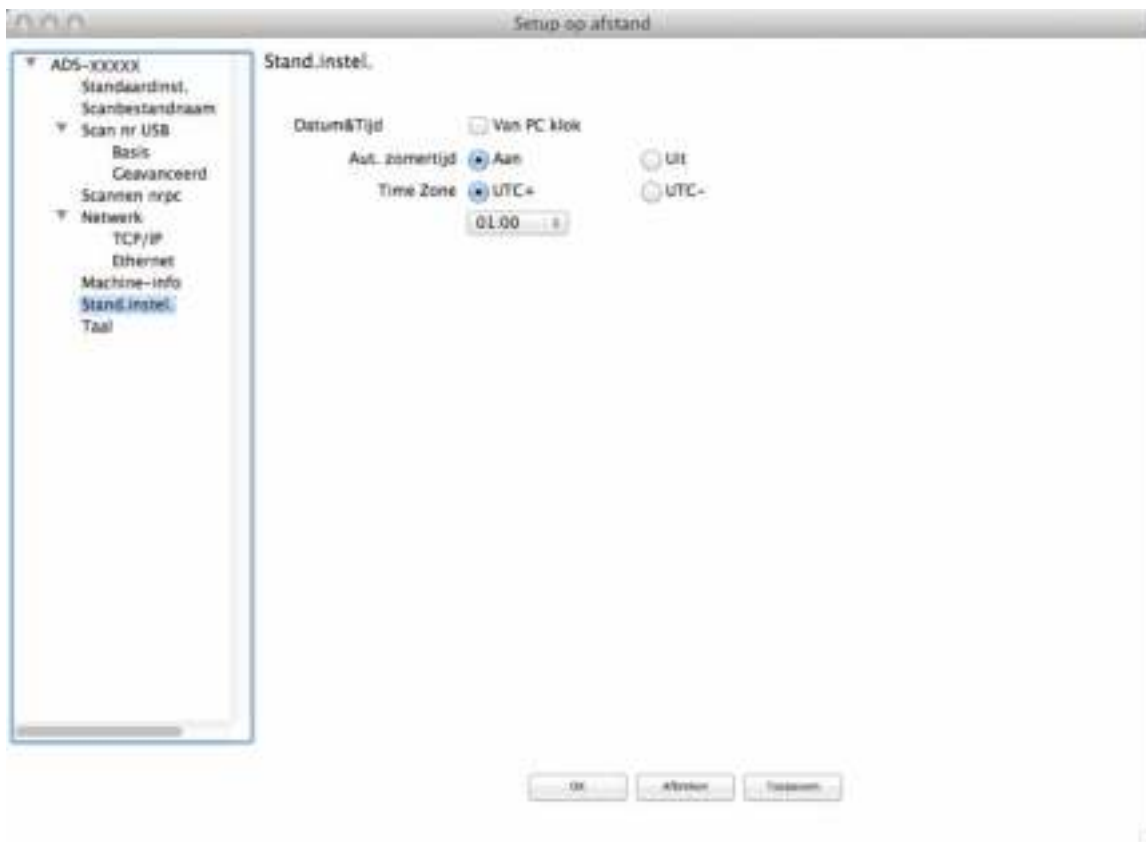 Setup op afstand
ADS-XXXXX
Standaardinst.
Scanbestandnaam
Scan nr USB
Basis
Geavanceerd
Scannen nrpc
Netwerk
TCP/IP
Ethernet
Machine-info
Stand.instel.
Taal
Stand.instel.
Datum&Tijd Van PC klok
Aut. zomertijd Aan Uit
Time Zone UTC+ UTC-
01:00
OK Afbreken Toepassen